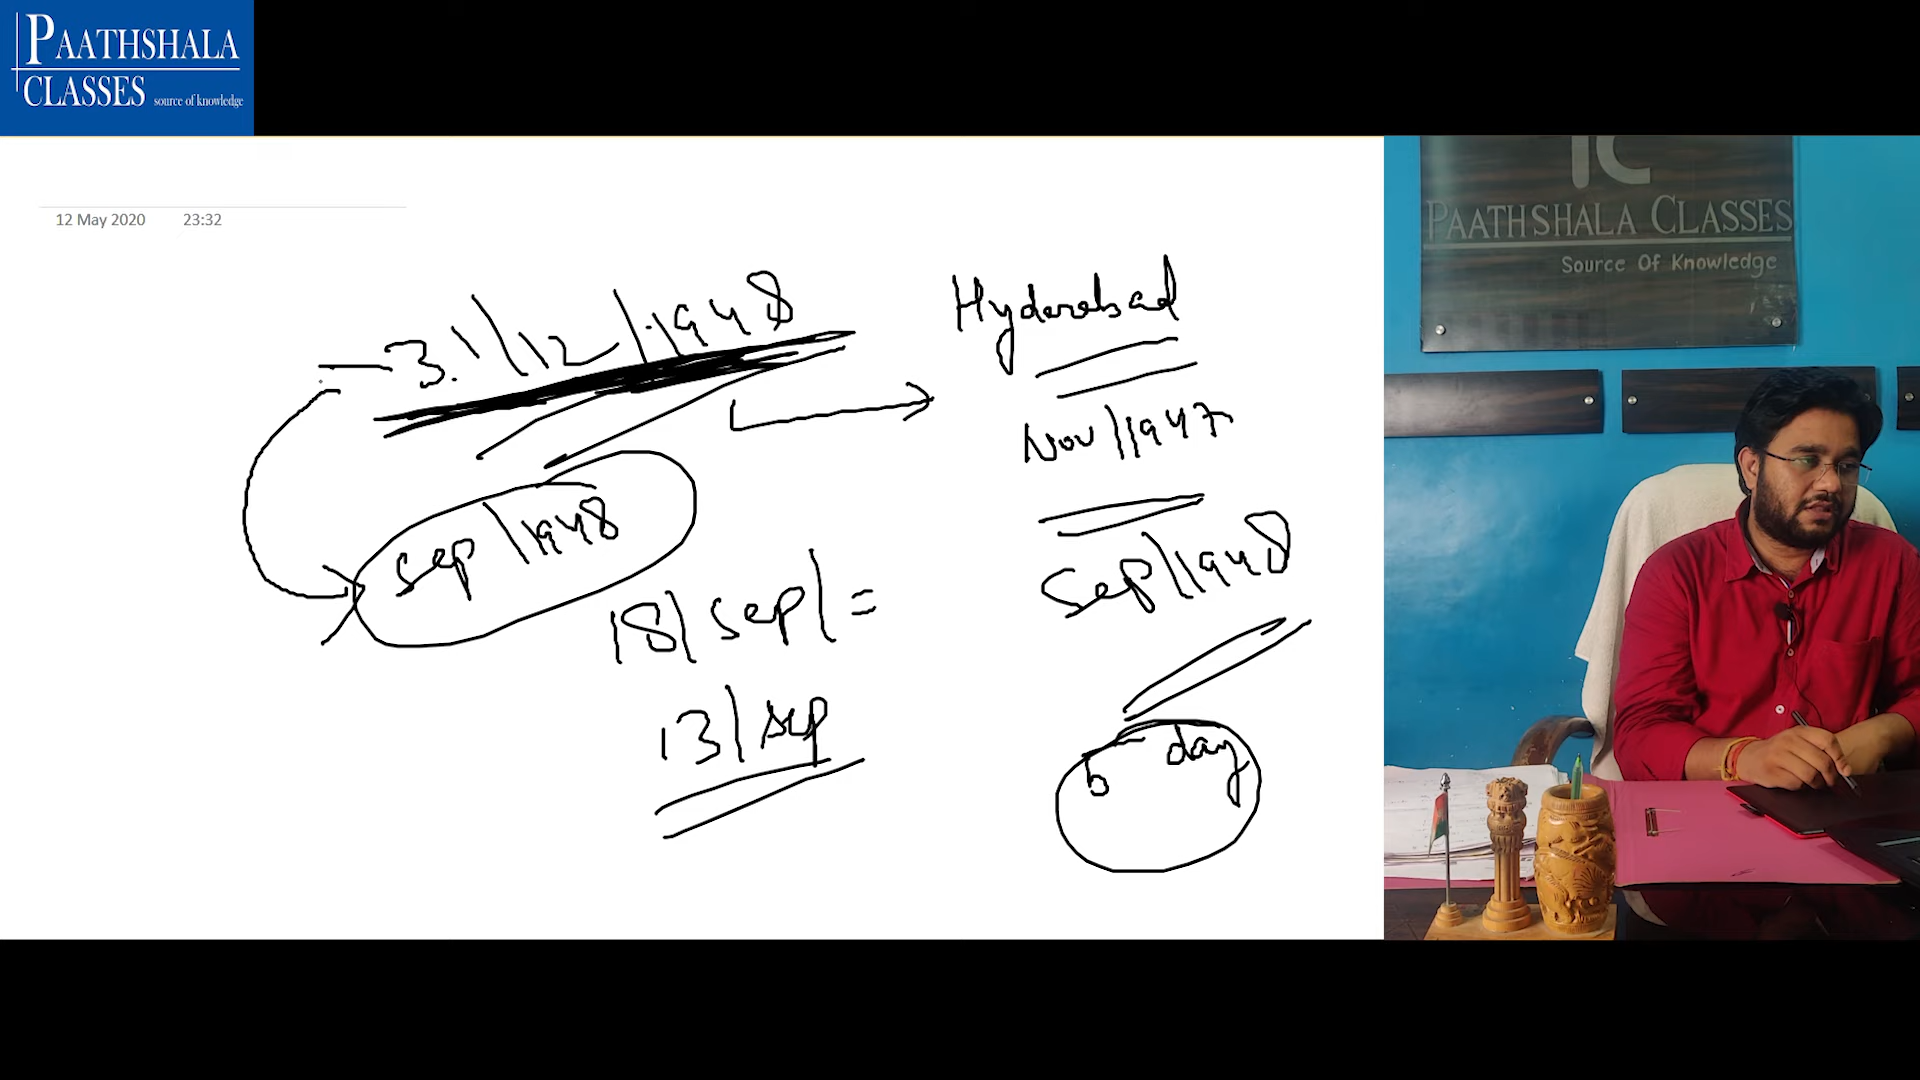 PAATHSHALA
CLASSES source of knowledge
12 May 2020 23:32
31/12/1948
Sep/1948
18/sep/=
13/sep
Hyderabad
Nov/1947
Sep/1948
5 day
PAATHSHALA CLASSES
Source Of Knowledge